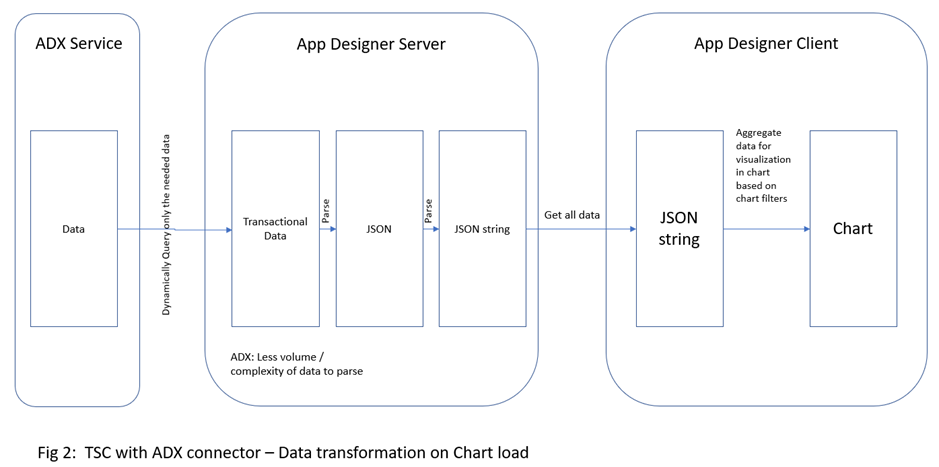 ADX Service
App Designer Server
App Designer Client
Data
Dynamically Query only the needed data
Transactional
Data
Parse
JSON
Parse
JSON string
ADX: Less volume /
complexity of data to parse
Get all data
JSON
string
Aggregate
data for
visualization
in chart
based on
chart filters
Chart
Fig 2:  TSC with ADX connector – Data transformation on Chart load